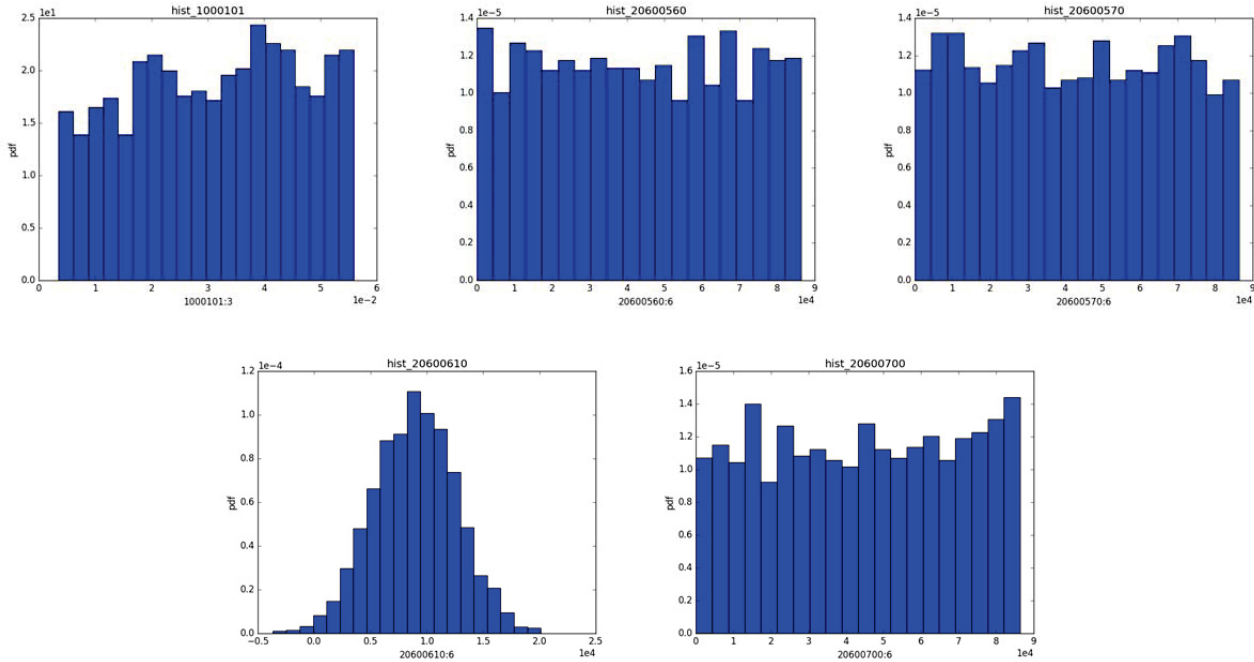 hist_1000101
2.5 1e1
2.0
1.5
1.0
0.5
0.0
pdf
0 1 2 3 4 5 6
1000101:3 1e−2
hist_20600560
1.4 1e−5
1.2
1.0
0.8
0.6
0.4
0.2
0.0
pdf
0 1 2 3 4 5 6 7 8 9
20600560:6 1e4
hist_20600570
1.4 1e−5
1.2
1.0
0.8
0.6
0.4
0.2
0.0
pdf
0 1 2 3 4 5 6 7 8 9
20600570:6 1e4
hist_20600610
1.2 1e−4
1.0
0.8
0.6
0.4
0.2
0.0
pdf
−0.5 0.0 0.5 1.0 1.5 2.0 2.5
20600610:6 1e4
hist_20600700
1.6 1e−5
1.4
1.2
1.0
0.8
0.6
0.4
0.2
0.0
pdf
0 1 2 3 4 5 6 7 8 9
20600700:6 1e4